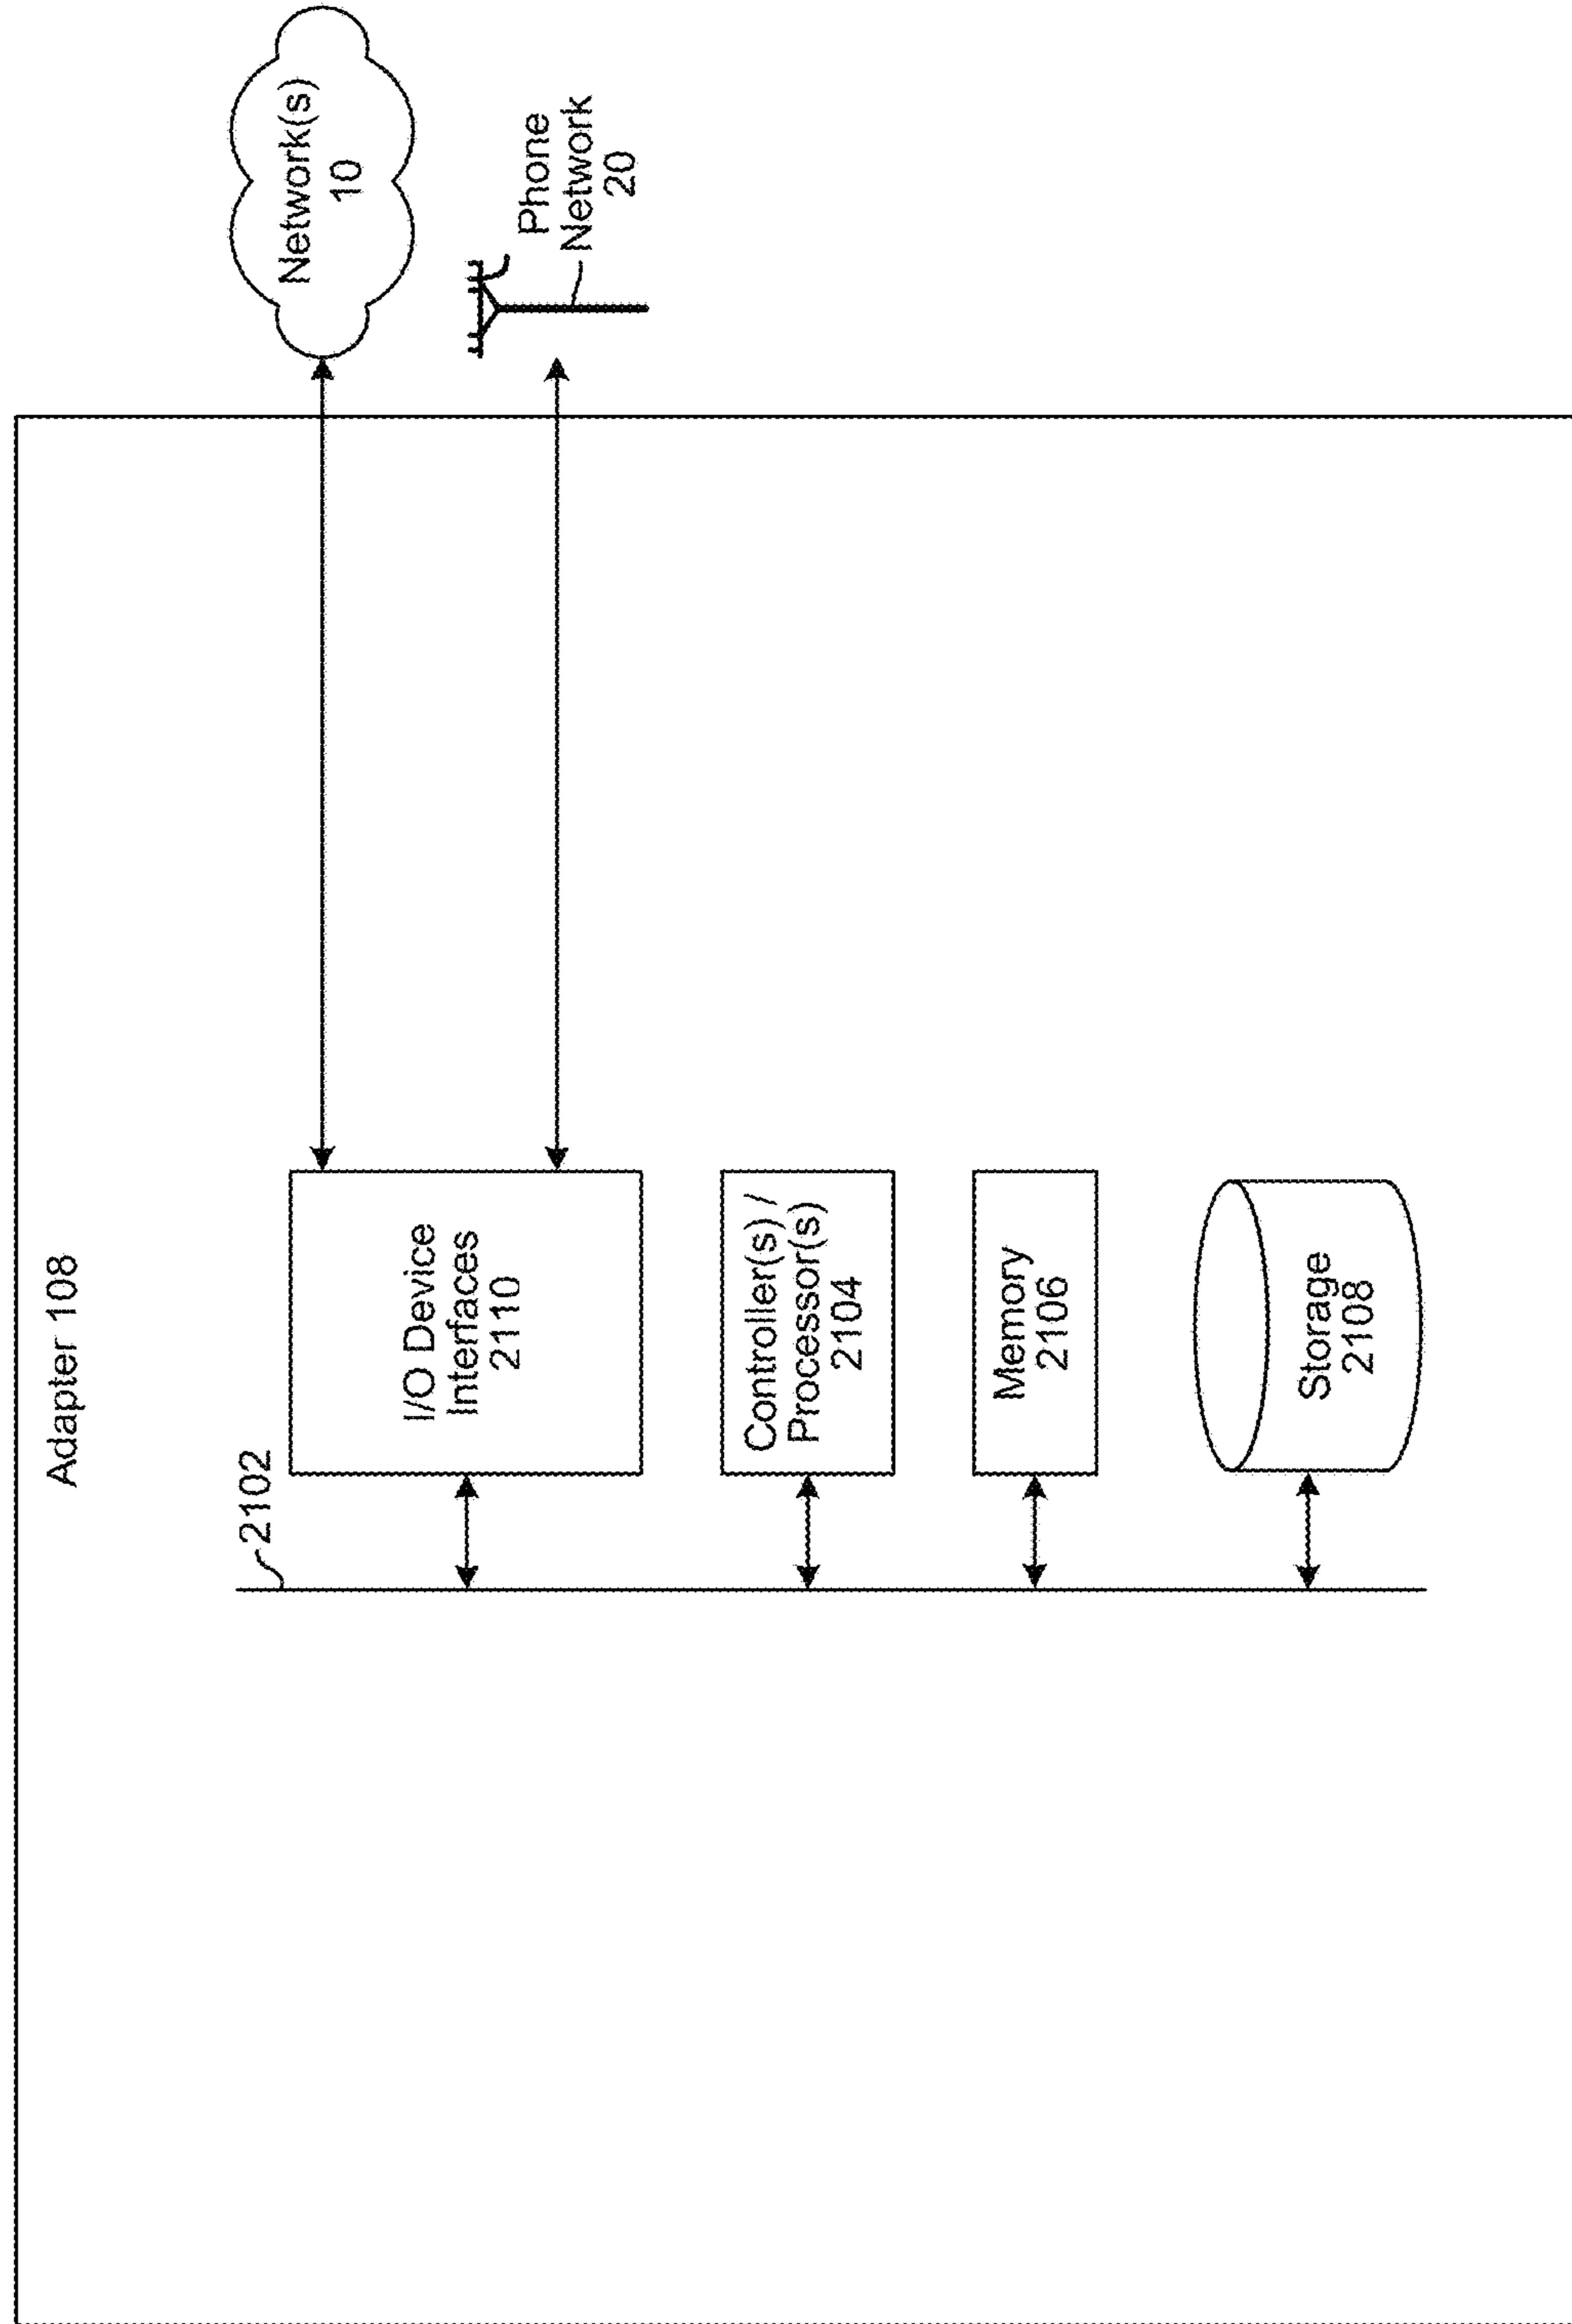 Adapter 108
2102
I/O Device
Interfaces
2110
Network(s)
10
Phone
Network
20
Controller(s) /
Processor(s)
2104
Memory
2106
Storage
2108